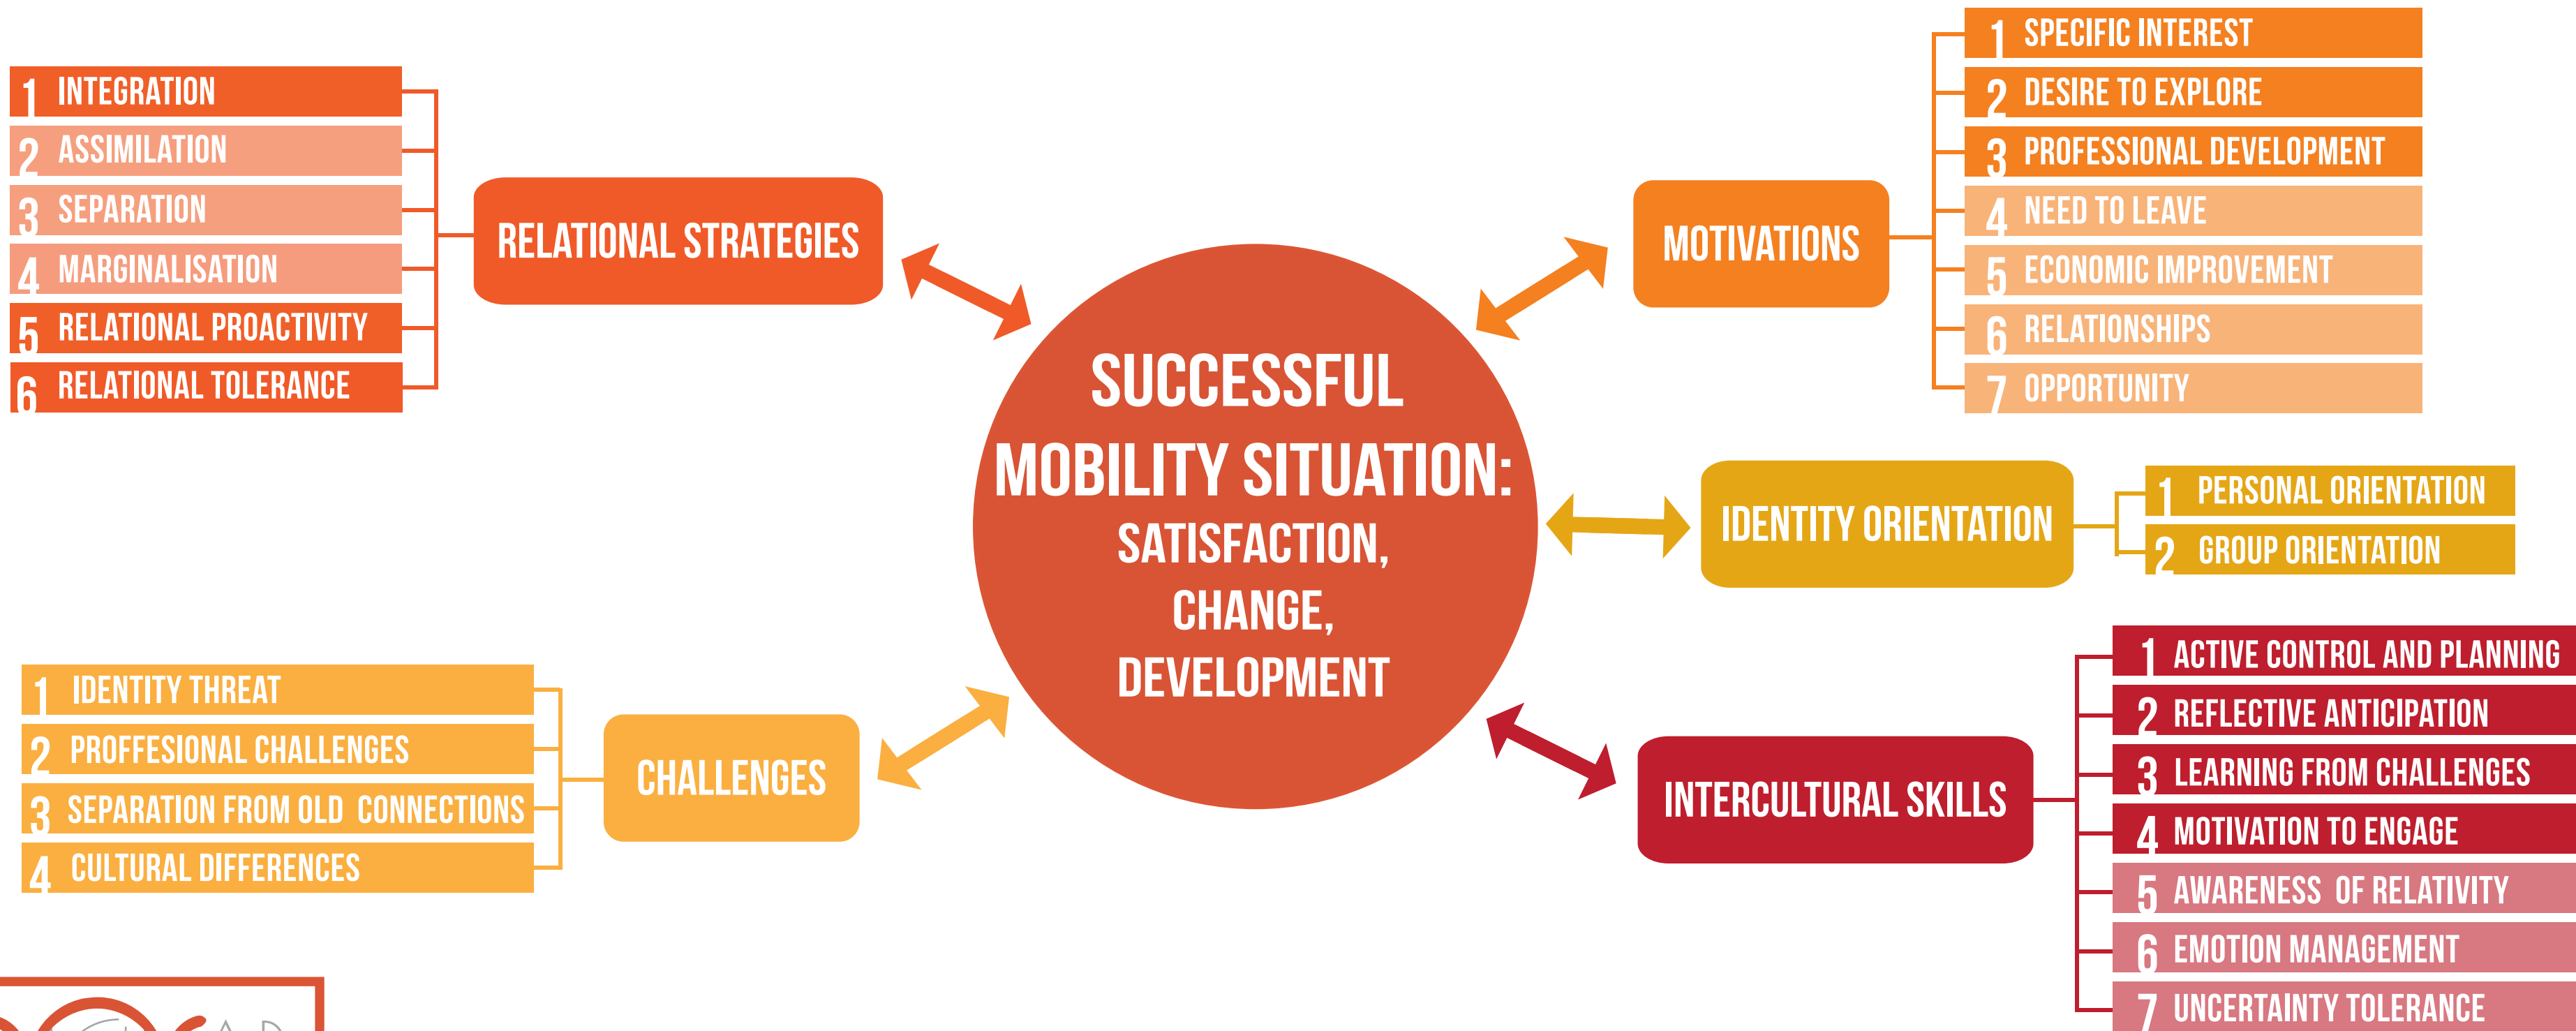 1 INTEGRATION
2 ASSIMILATION
3 SEPARATION
4 MARGINALISATION
5 RELATIONAL PROACTIVITY
6 RELATIONAL TOLERANCE
RELATIONAL STRATEGIES
1 IDENTITY THREAT
2 PROFFESIONAL CHALLENGES
3 SEPARATION FROM OLD CONNECTIONS
4 CULTURAL DIFFERENCES
CHALLENGES
SUCCESSFUL
MOBILITY SITUATION:
SATISFACTION,
CHANGE,
DEVELOPMENT
MOTIVATIONS
1 SPECIFIC INTEREST
2 DESIRE TO EXPLORE
3 PROFESSIONAL DEVELOPMENT
4 NEED TO LEAVE
5 ECONOMIC IMPROVEMENT
6 RELATIONSHIPS
7 OPPORTUNITY
IDENTITY ORIENTATION
1 PERSONAL ORIENTATION
2 GROUP ORIENTATION
INTERCULTURAL SKILLS
1 ACTIVE CONTROL AND PLANNING
2 REFLECTIVE ANTICIPATION
3 LEARNING FROM CHALLENGES
4 MOTIVATION TO ENGAGE
5 AWARENESS OF RELATIVITY
6 EMOTION MANAGEMENT
7 UNCERTAINTY TOLERANCE